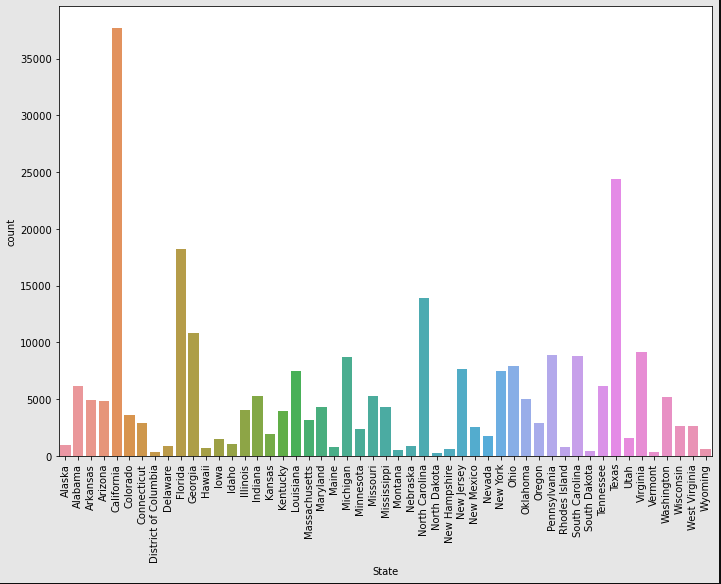 35000
30000
25000
20000
15000
10000
5000
0
count
Alaska
Alabama
Arkansas
Arizona
California
Colorado
Connecticut
District of Columbia
Delaware
Florida
Georgia
Hawaii
Iowa
Idaho
Illinois
Indiana
Kansas
Kentucky
Louisiana
Massachusetts
Maryland
Maine
Michigan
Minnesota
Missouri
Mississippi
Montana
Nebraska
North Carolina
North Dakota
New Hampshire
New Jersey
New Mexico
Nevada
New York
Ohio
Oklahoma
Oregon
Pennsylvania
Rhodes Island
South Carolina
South Dakota
Tennessee
Texas
Utah
Virginia
Vermont
Washington
Wisconsin
West Virginia
Wyoming
State